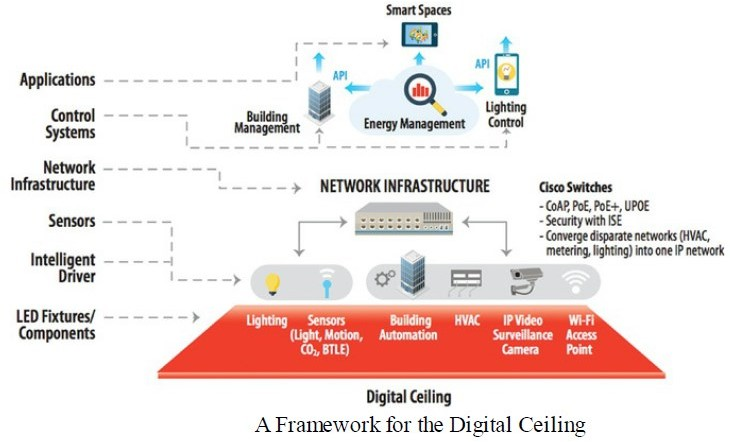 Smart Spaces
API
API
Applications
Building
Management
Energy Management
Lighting
Control
Control
Systems
Network
Infrastructure
NETWORK INFRASTRUCTURE
Cisco Switches
- CoAP, PoE, PoE+, UPOE
- Security with ISE
- Converge disparate networks (HVAC,
metering, lighting) into one IP network
Sensors
Intelligent
Driver
LED Fixtures/
Components
Lighting
Sensors
(Light, Motion,
CO₂, BTLE)
Building
Automation
HVAC
IP Video
Surveillance
Camera
Wi-Fi
Access
Point
Digital Ceiling
A Framework for the Digital Ceiling